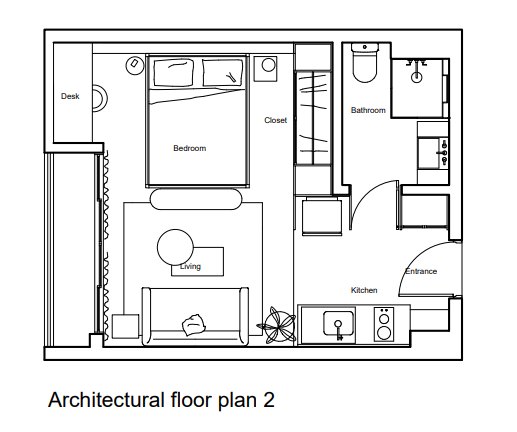 Desk
Bathroom
Closet
Bedroom
Living
Entrance
Kitchen
Architectural floor plan 2